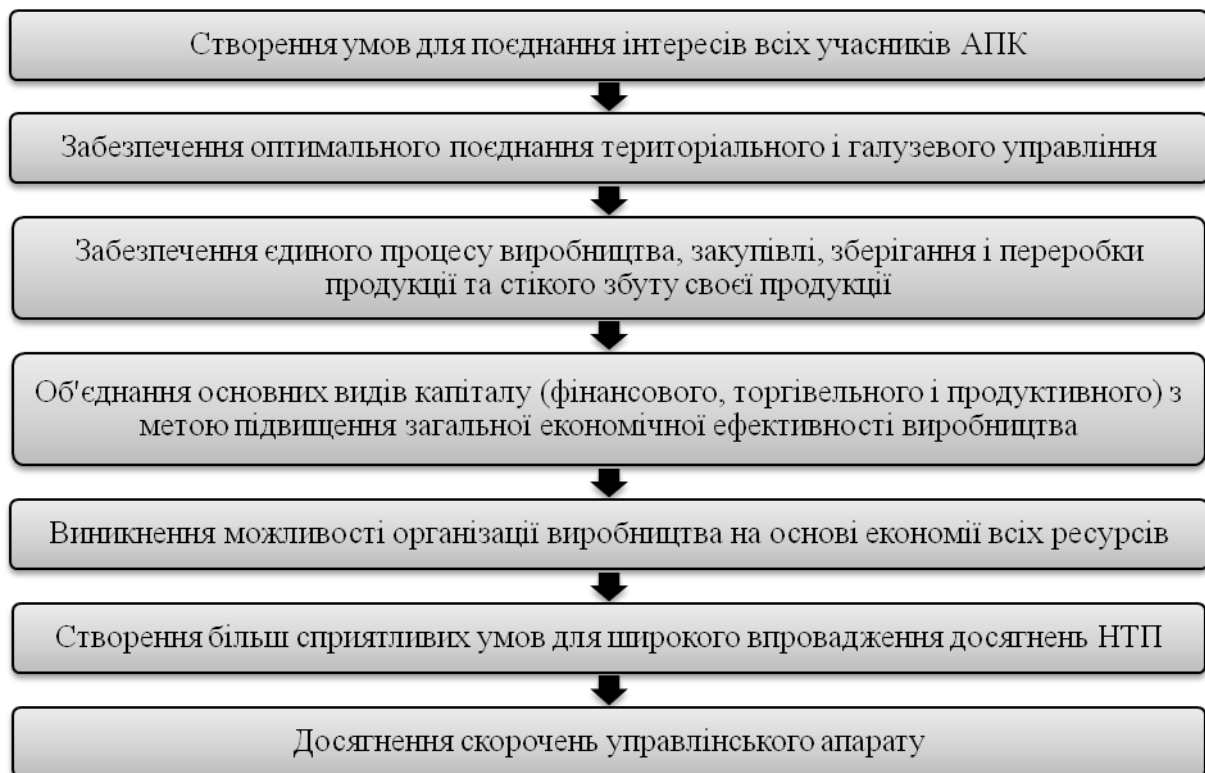 Створення умов для поєднання інтересів всіх учасників АПК
Забезпечення оптимального поєднання територіального і галузевого управління
Забезпечення єдиного процесу виробництва, закупівлі, зберігання і переробки
продукції та стікого збуту своєї продукції
Об'єднання основних видів капіталу (фінансового, торгівельного і продуктивного) з
метою підвищення загальної економічної ефективності виробництва
Виникнення можливості організації виробництва на основі економії всіх ресурсів
Створення більш сприятливих умов для широкого впровадження досягнень НТП
Досягнення скорочень управлінського апарату